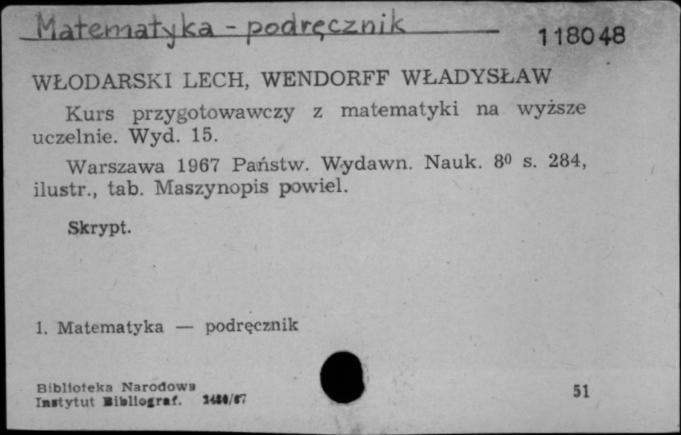 Matematyka - podręcznik
118048
WŁODARSKI LECH, WENDORFF WŁADYSŁAW
Kurs przygotowawczy z matematyki na wyższe
uczelnie. Wyd. 15.
Warszawa 1967 Państw. Wydawn. Nauk. 8⁰ s. 284,
ilustr., tab. Maszynopis powiel.
Skrypt.
1. Matematyka — podręcznik
Biblioteka Narodowa
Instytut Bibliograf.
51